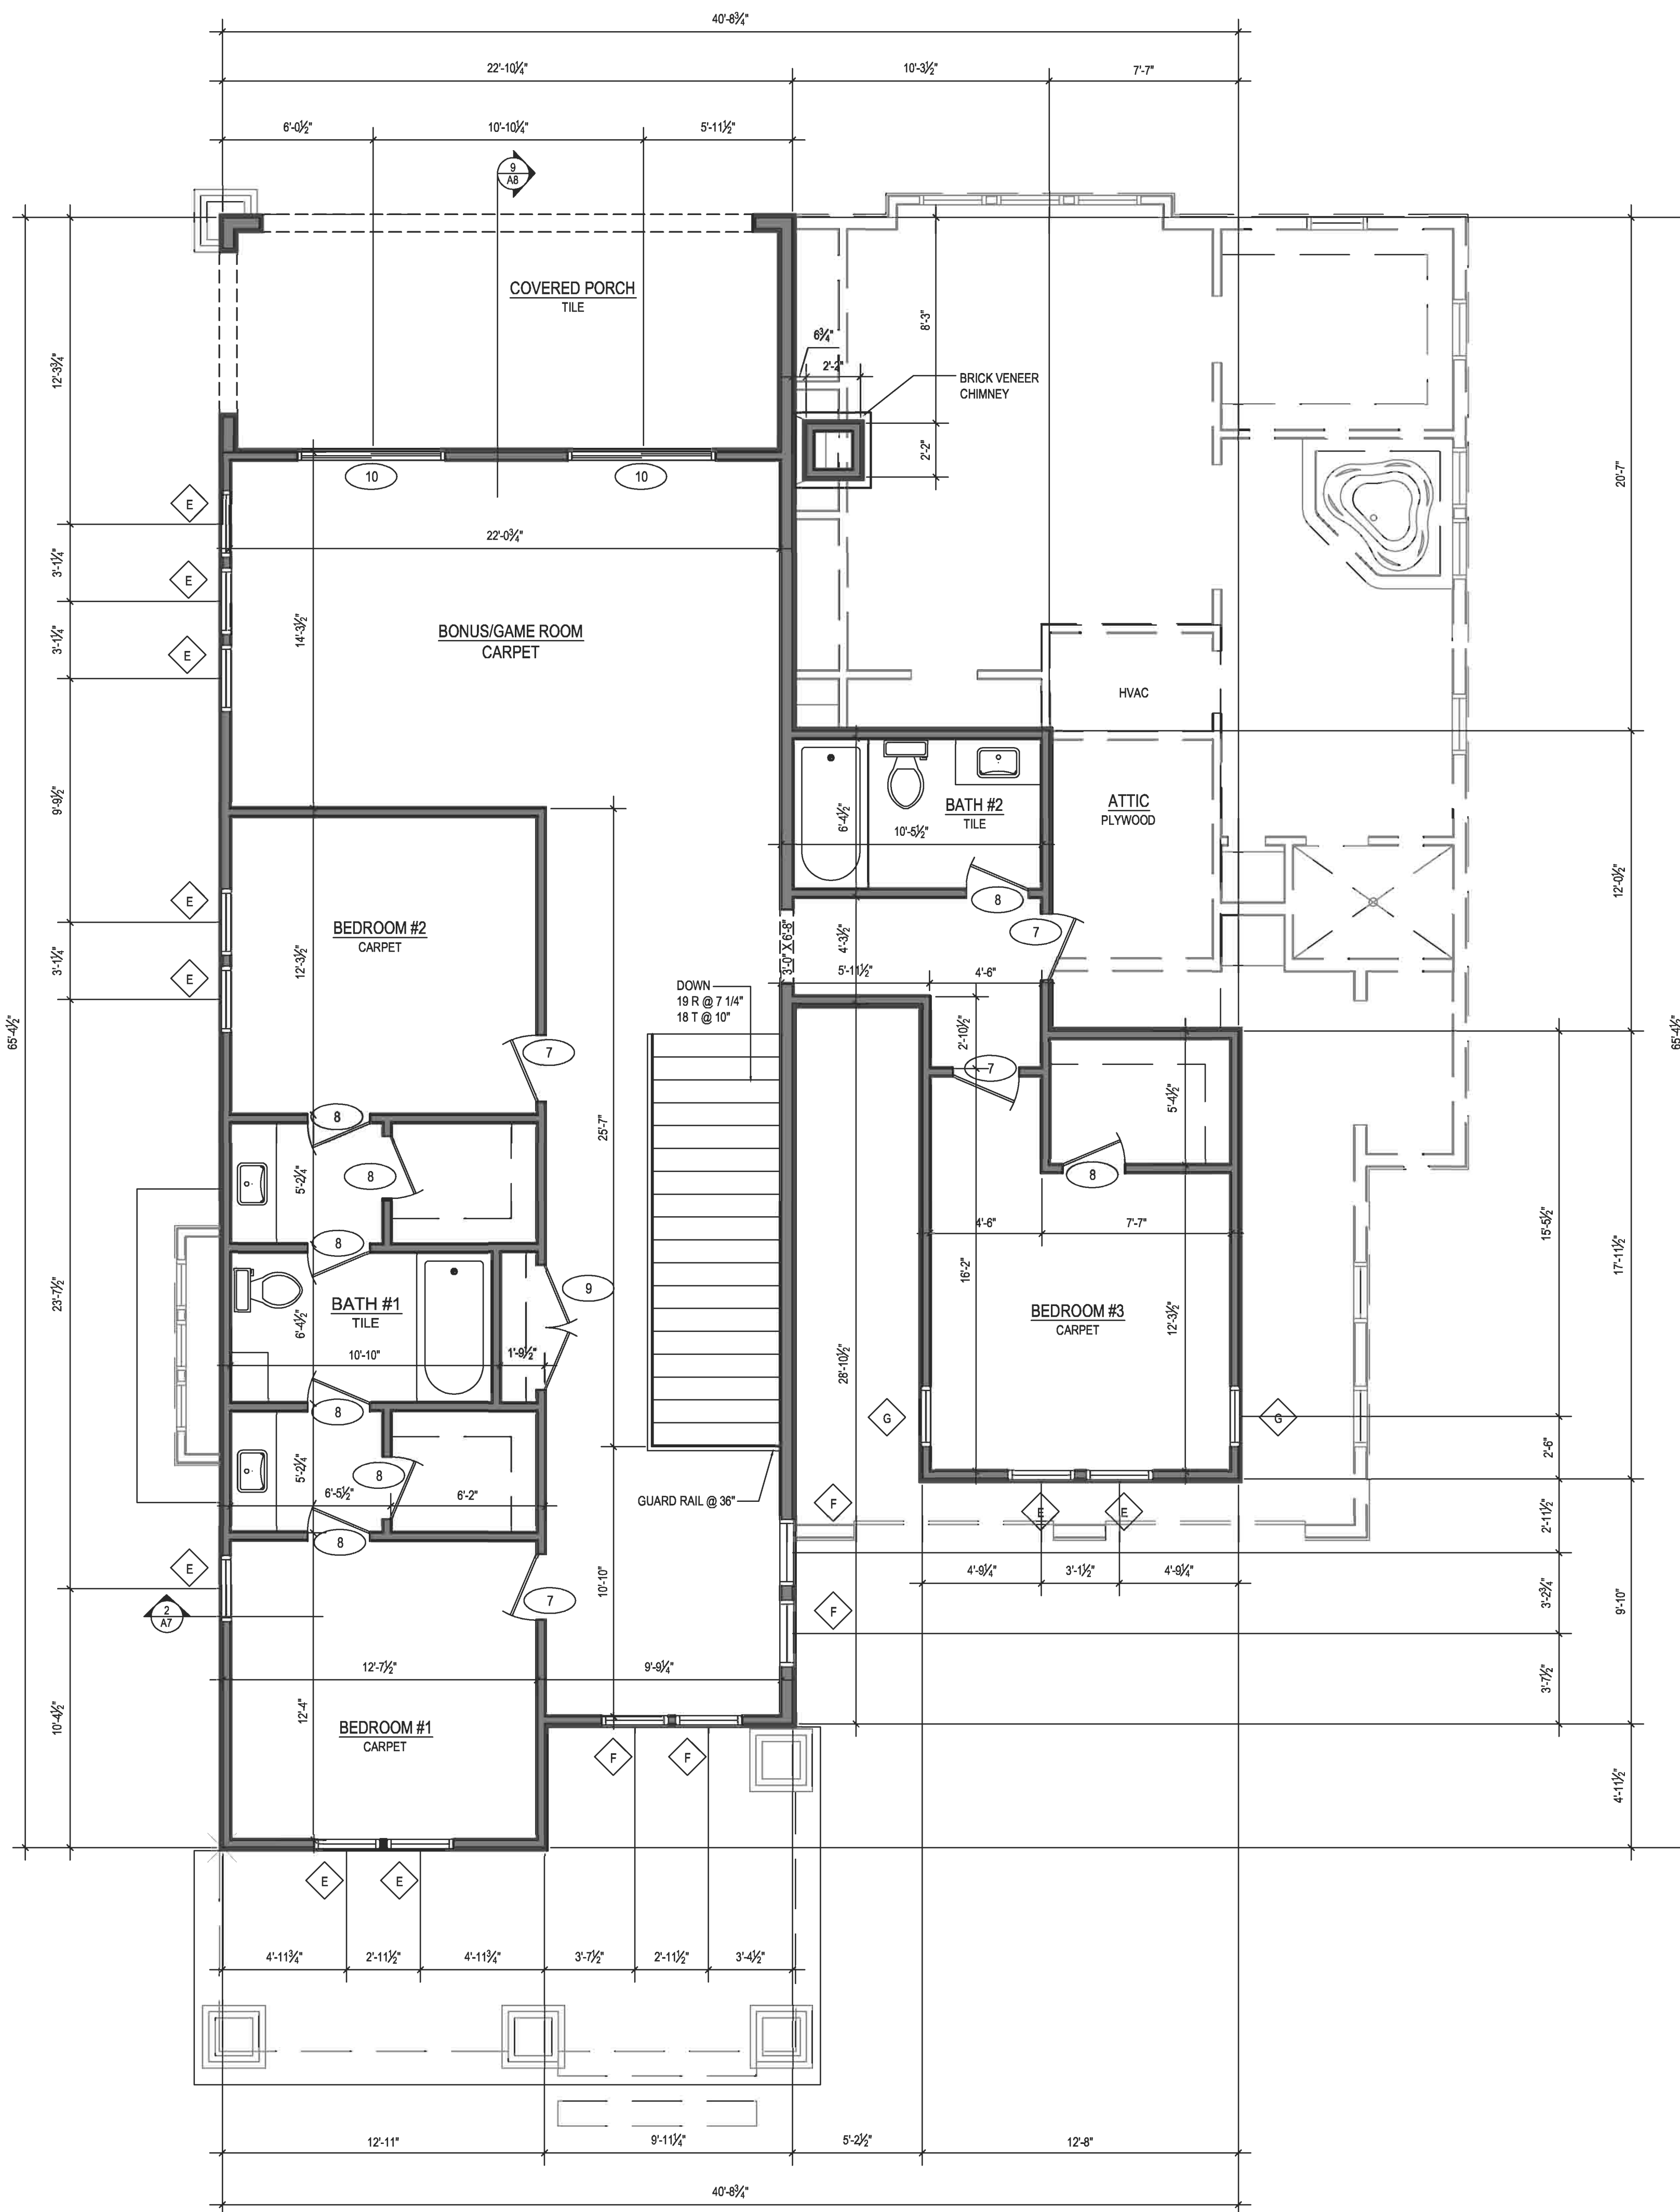 40'-8¾"
22'-10¼"
10'-3½"
7'-7"
6'-0½"
10'-10¼"
5'-11½"
9
A8
COVERED PORCH
TILE
12'-3¾"
8'-3"
6¾"
2'-2"
BRICK VENEER
CHIMNEY
2'-2"
20'-7"
10
10
E
22'-0¾"
3'-1¼"
E
14'-3½"
BONUS/GAME ROOM
CARPET
3'-1¼"
E
HVAC
9'-9½"
6'-4½"
BATH #2
TILE
10'-5½"
ATTIC
PLYWOOD
12'-0½"
E
8
BEDROOM #2
CARPET
12'-3½"
3'-0" X 6'-8"
4'-3½"
7
3'-1¼"
E
5'-11½"
4'-6"
DOWN
19 R @ 7 1/4"
18 T @ 10"
65'-4½"
65'-4½"
2'-10½"
7
7
8
25'-7"
5'-4½"
5'-2¼"
8
8
8
4'-6"
7'-7"
15'-5½"
17'-11½"
16'-2"
23'-7½"
9
BATH #1
TILE
6'-4½"
BEDROOM #3
CARPET
12'-3½"
10'-10"
1'-9½"
28'-10½"
8
G
G
2'-6"
5'-2¼"
8
6'-5½"
6'-2"
GUARD RAIL @ 36"
F
E
E
2'-11½"
8
E
10'-10"
4'-9¼"
3'-1½"
4'-9¼"
7
F
3'-2¾"
9'-10"
2
A7
12'-7½"
9'-9¼"
3'-7½"
10'-4½"
12'-4"
BEDROOM #1
CARPET
F
F
4'-11½"
E
E
4'-11¾"
2'-11½"
4'-11¾"
3'-7½"
2'-11½"
3'-4½"
12'-11"
9'-11¼"
5'-2½"
12'-8"
40'-8¾"